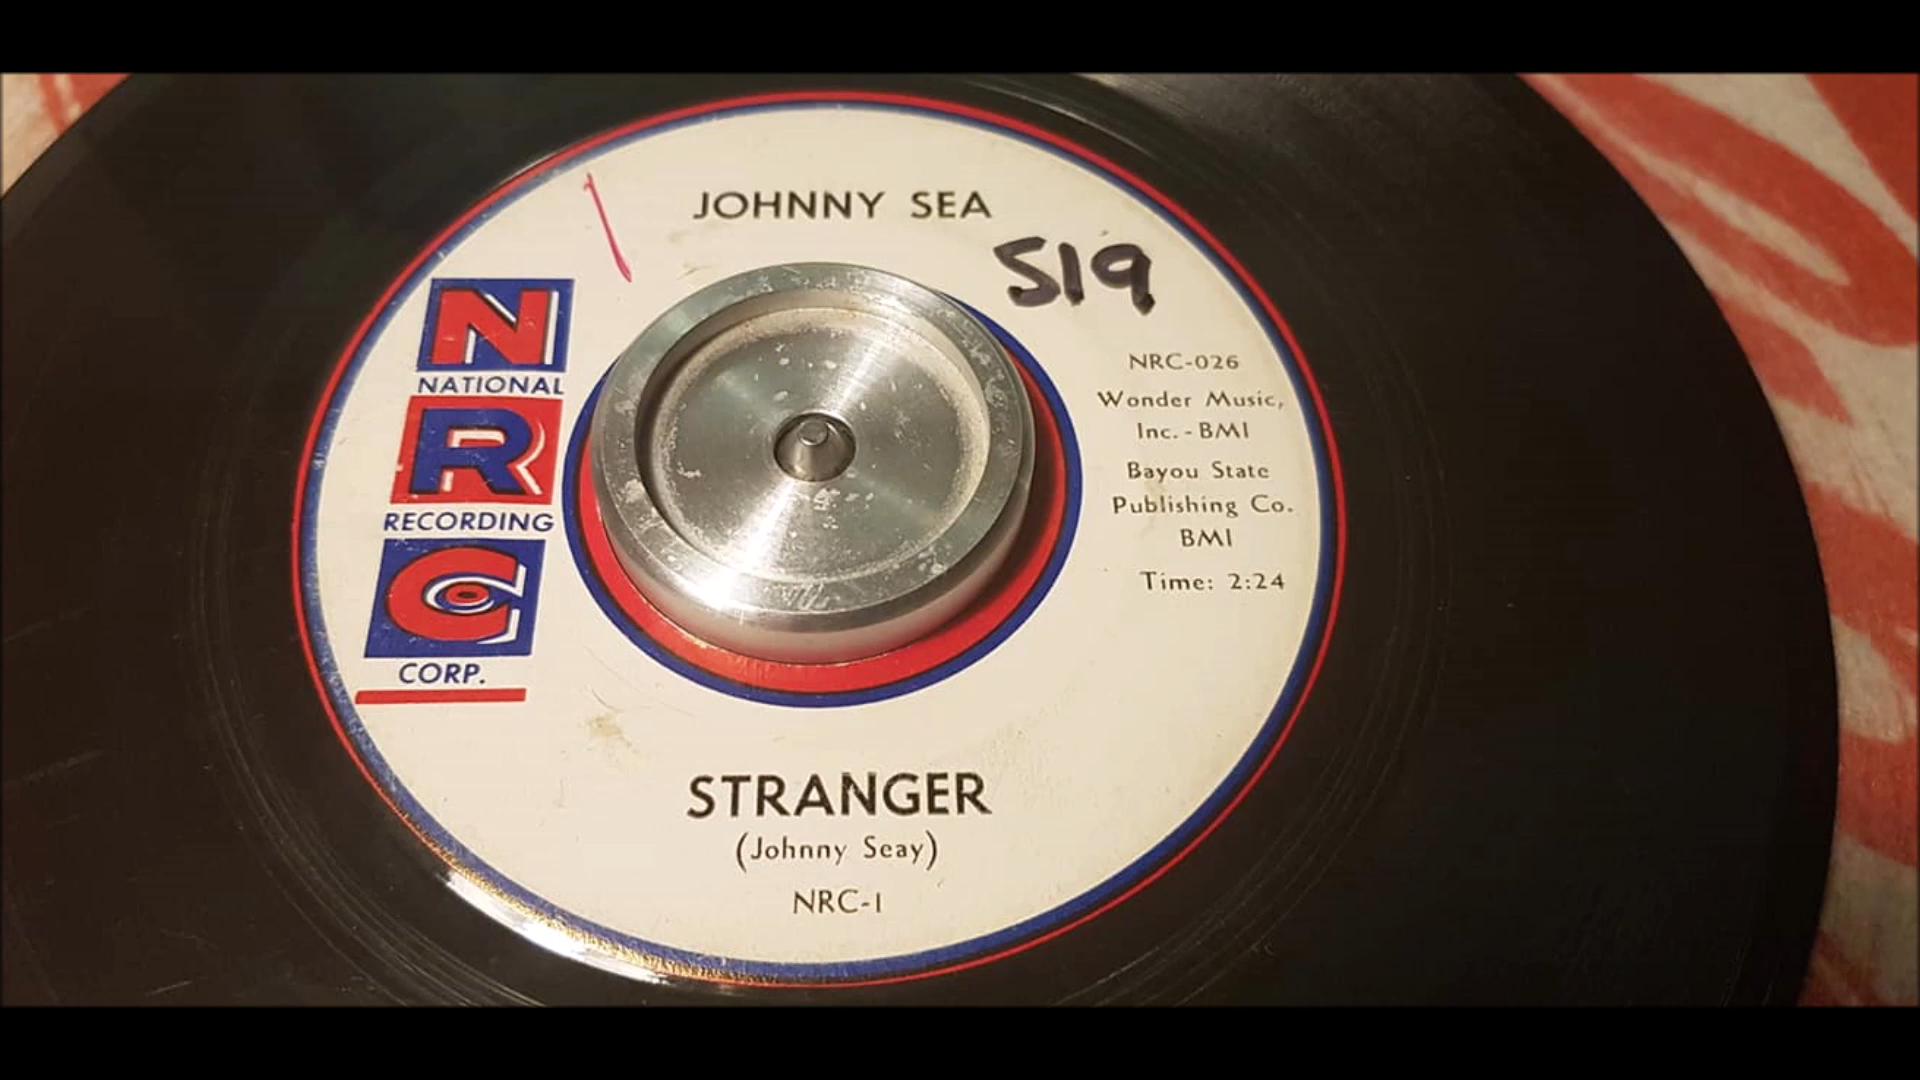 JOHNNY SEA
519
N
NATIONAL
R
RECORDING
C
CORP.
NRC-026
Wonder Music,
Inc. - BMI
Bayou State
Publishing Co.
BMI
Time: 2:24
STRANGER
(Johnny Seay)
NRC-1